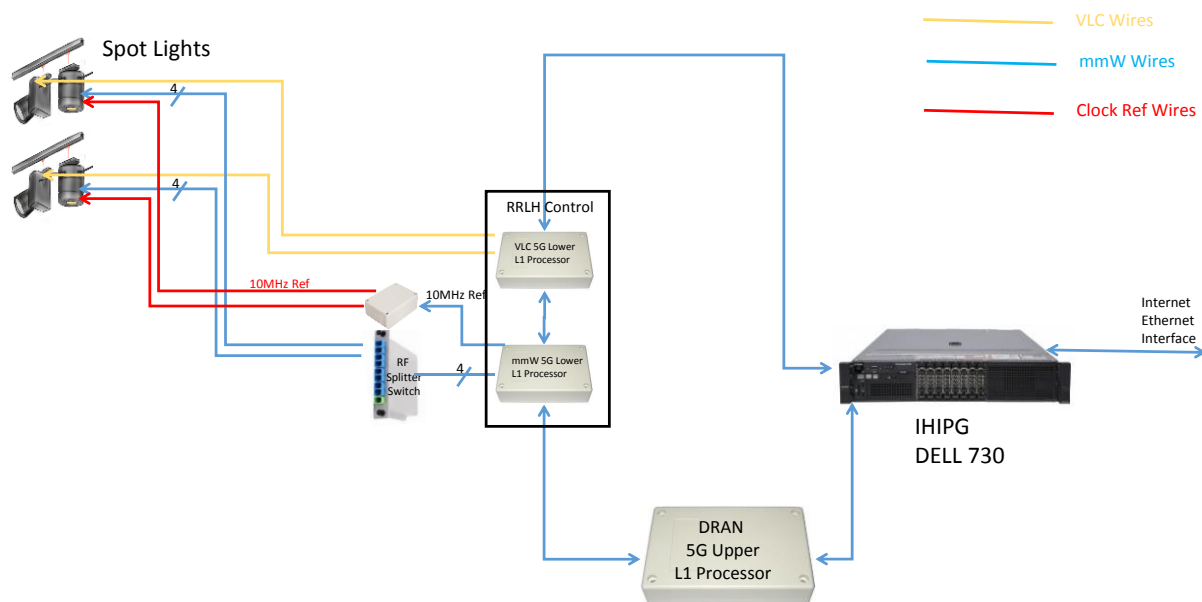 Spot Lights
VLC Wires
mmW Wires
Clock Ref Wires
4
4
RRLH Control
VLC 5G Lower
L1 Processor
10MHz Ref
10MHz Ref
mmW 5G Lower
L1 Processor
RF
Splitter
Switch
4
Internet
Ethernet
Interface
IHIPG
DELL 730
DRAN
5G Upper
L1 Processor